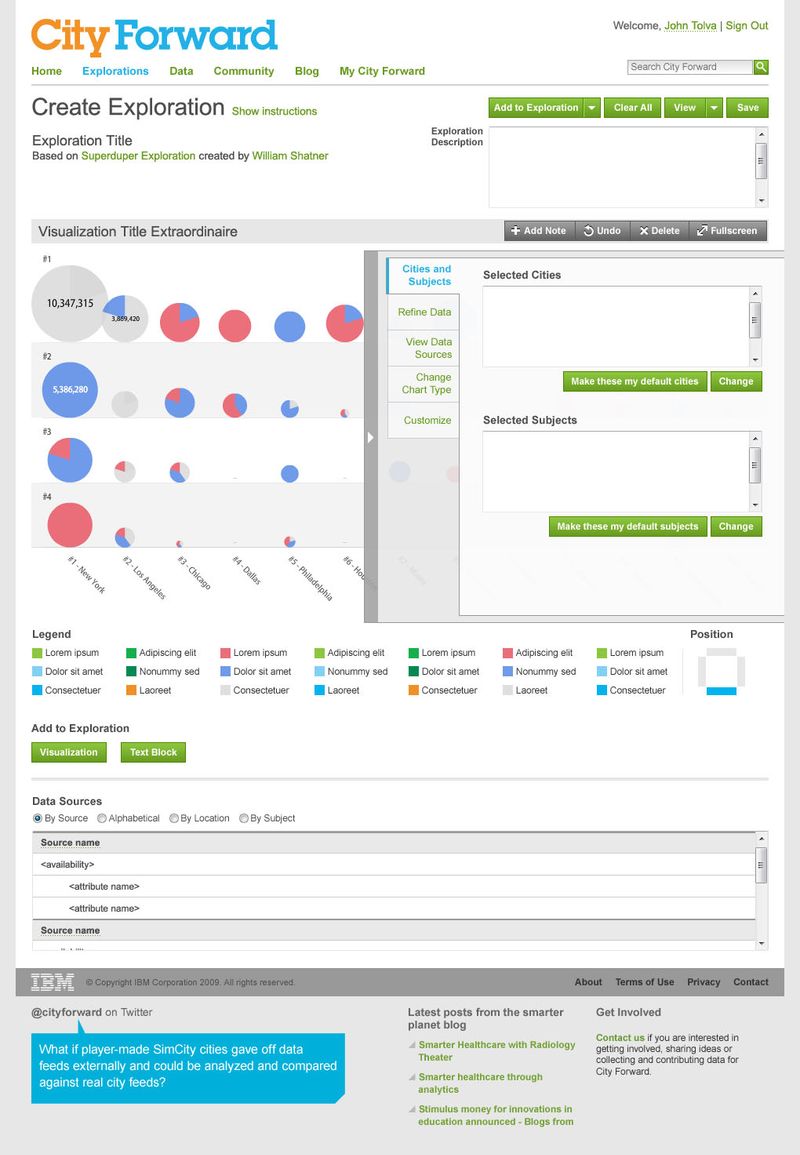 City Forward
Welcome, John Tolva | Sign Out
Home Explorations Data Community Blog My City Forward
Search City Forward
Create Exploration Show instructions
Add to Exploration Clear All View Save
Exploration Title
Based on Superduper Exploration created by William Shatner
Exploration
Description
Visualization Title Extraordinaire
Add Note Undo Delete Fullscreen
#1
10,347,315
3,889,420
#2
5,386,280
#3
#4
#1 - New York
#2 - Los Angeles
#3 - Chicago
#4 - Dallas
#5 - Philadelphia
#6 - Hou
Cities and
Subjects
Refine Data
View Data
Sources
Change
Chart Type
Customize
Selected Cities
Make these my default cities Change
Selected Subjects
Make these my default subjects Change
Legend
Position
Lorem ipsum Adipiscing elit Lorem ipsum Adipiscing elit Lorem ipsum Adipiscing elit Lorem ipsum
Dolor sit amet Nonummy sed Dolor sit amet Nonummy sed Dolor sit amet Nonummy sed Dolor sit amet
Consectetuer Laoreet Consectetuer Laoreet Consectetuer Laoreet Consectetuer
Add to Exploration
Visualization Text Block
Data Sources
By Source Alphabetical By Location By Subject
Source name
<availability>
<attribute name>
<attribute name>
Source name
IBM © Copyright IBM Corporation 2009. All rights reserved.
About Terms of Use Privacy Contact
@cityforward on Twitter
What if player-made SimCity cities gave off data
feeds externally and could be analyzed and compared
against real city feeds?
Latest posts from the smarter
planet blog
Smarter Healthcare with Radiology
Theater
Smarter healthcare through
analytics
Stimulus money for innovations in
education announced - Blogs from
Get Involved
Contact us if you are interested in
getting involved, sharing ideas or
collecting and contributing data for
City Forward.